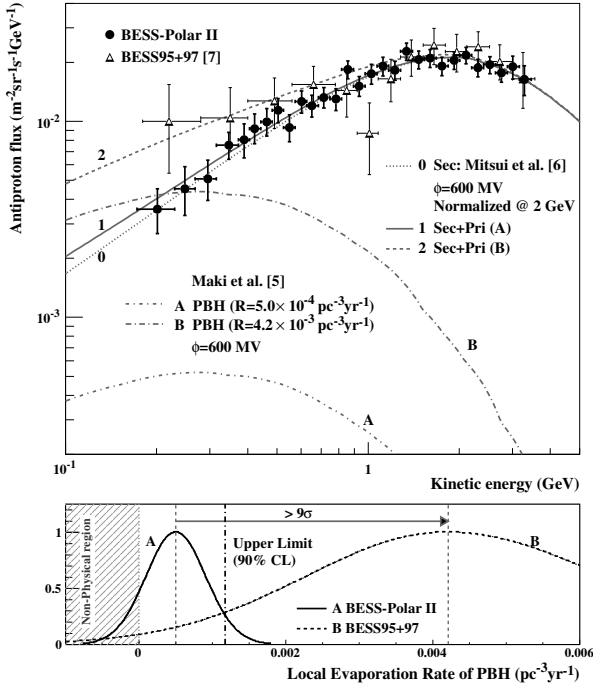 Antiproton flux (m-2sr-1s-1GeV-1)
10-2
10-3
BESS-Polar II
BESS95+97 [7]
2
1
0
0 Sec: Mitsui et al. [6]
ϕ=600 MV
Normalized @ 2 GeV
1 Sec+Pri (A)
2 Sec+Pri (B)
Maki et al. [5]
A PBH (R=5.0× 10-4 pc-3yr-1)
B PBH (R=4.2× 10-3 pc-3yr-1)
ϕ=600 MV
B
A
10-1
1
Kinetic energy (GeV)
Non-Physical region
> 9σ
A
B
Upper Limit
(90% CL)
1
0.5
0
A BESS-Polar II
B BESS95+97
0
0.002
0.004
0.006
Local Evaporation Rate of PBH (pc-3yr-1)